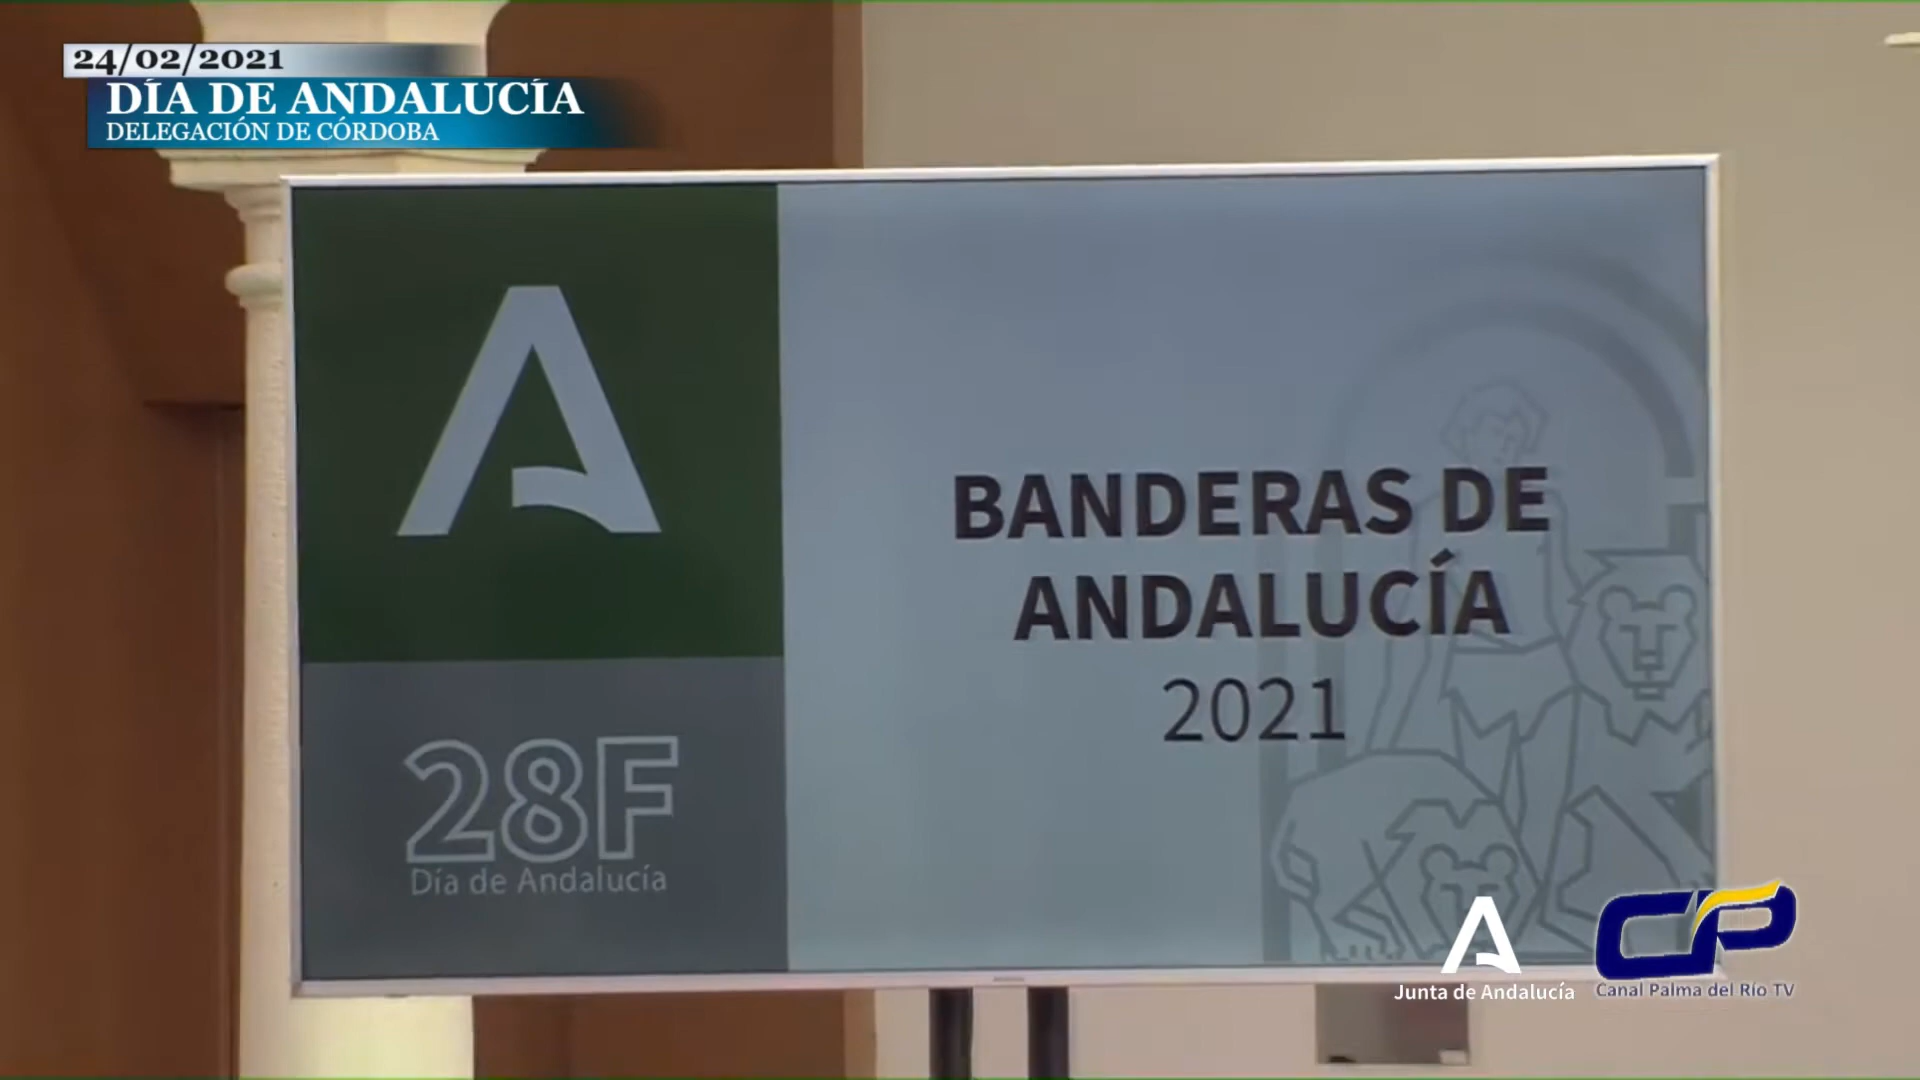 24/02/2021
DÍA DE ANDALUCÍA
DELEGACIÓN DE CÓRDOBA
BANDERAS DE
ANDALUCÍA
2021
28F
Día de Andalucía
Junta de Andalucía
CP
Canal Palma del Río TV